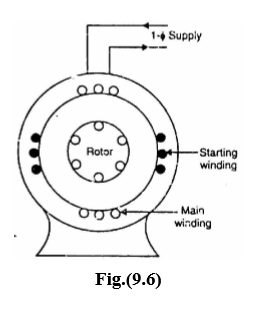 1-ϕ Supply
Rotor
Starting
winding
Main
winding
Fig.(9.6)